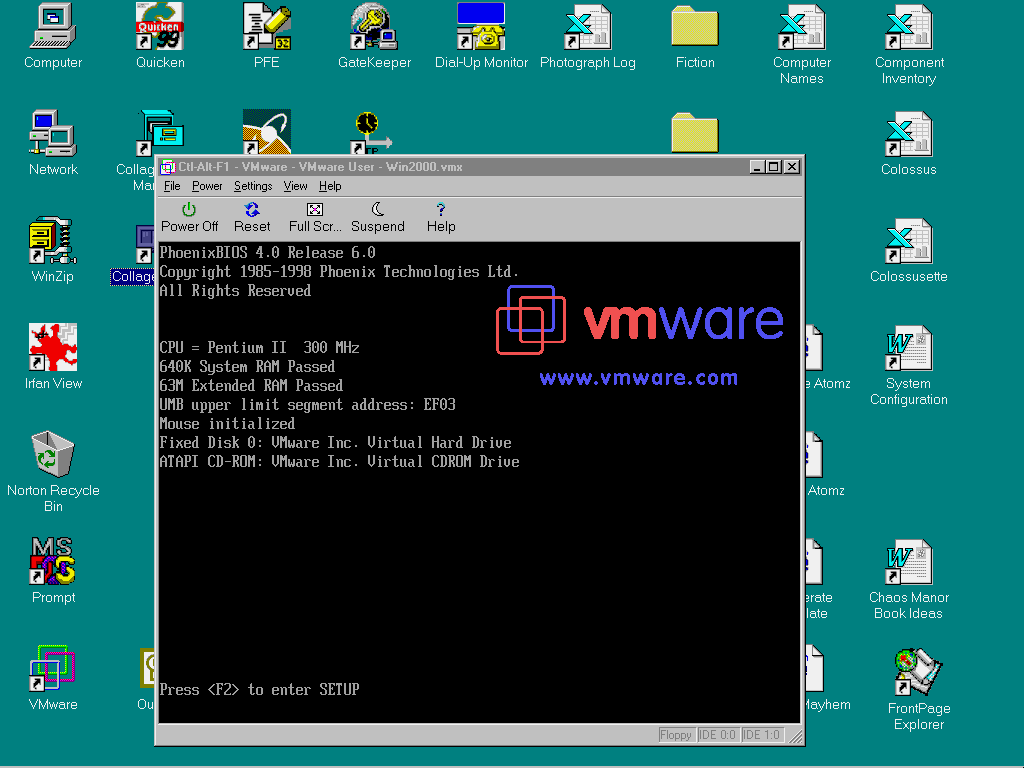 Computer
Quicken
99
Quicken
PFE
32
GateKeeper
Dial-Up Monitor
Photograph Log
Fiction
Computer
Names
Component
Inventory
Network
Collag
Ma
FTP
Colossus
WinZip
Collage
Colossusette
Irfan View
e Atomz
System
Configuration
Norton Recycle
Bin
Atomz
MS
Prompt
erate
late
Chaos Manor
Book Ideas
VMware
Ou
Mayhem
FrontPage
Explorer
Ctl-Alt-F1 - VMware - VMware User - Win2000.vmx
File Power Settings View Help
Power Off Reset Full Scr... Suspend Help
PhoenixBIOS 4.0 Release 6.0
Copyright 1985-1998 Phoenix Technologies Ltd.
All Rights Reserved
vmware
www.vmware.com
CPU = Pentium II 300 MHz
640K System RAM Passed
63M Extended RAM Passed
UMB upper limit segment address: EF03
Mouse initialized
Fixed Disk 0: VMware Inc. Virtual Hard Drive
ATAPI CD-ROM: VMware Inc. Virtual CDROM Drive
Press <F2> to enter SETUP
Floppy IDE 0:0 IDE 1:0